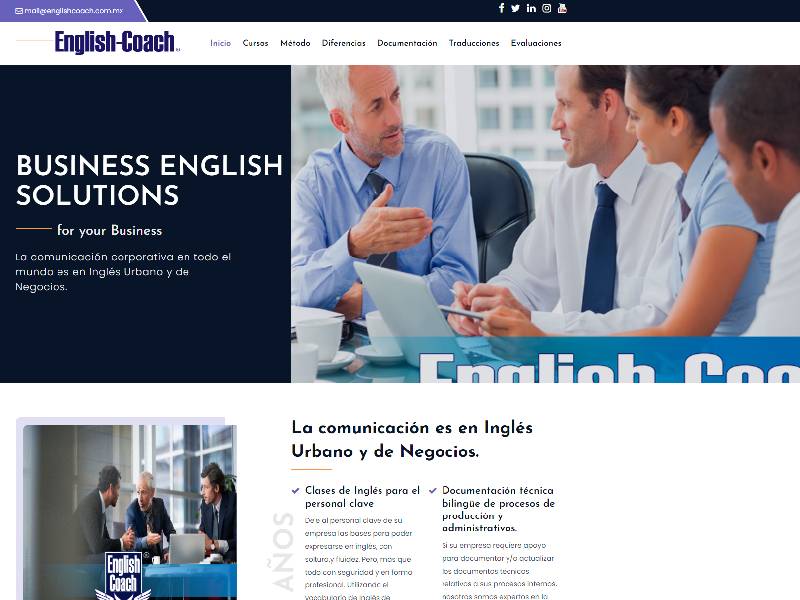 mail@englishcoach.com.mx
English-Coach
Inicio Cursos Método Diferencias Documentación Traducciones Evaluaciones
BUSINESS ENGLISH
SOLUTIONS
for your Business
La comunicación corporativa en todo el
mundo es en Inglés Urbano y de
Negocios.
English Coa
La comunicación es en Inglés
Urbano y de Negocios.
Clases de Inglés para el
personal clave
Deje al personal clave de su
empresa las bases para poder
expresarse en inglés, con
soltura y fluidez. Pero, más que
todo con seguridad y en forma
profesional. Utilizando el
vocabulario de Inglés de
Documentación técnica
bilingüe de procesos de
producción y
administrativos.
Si su empresa requiere apoyo
para documentar y/o actualizar
los documentos técnicos
relativos a sus procesos internos,
nosotros somos expertos en la
AÑOS
English
Coach